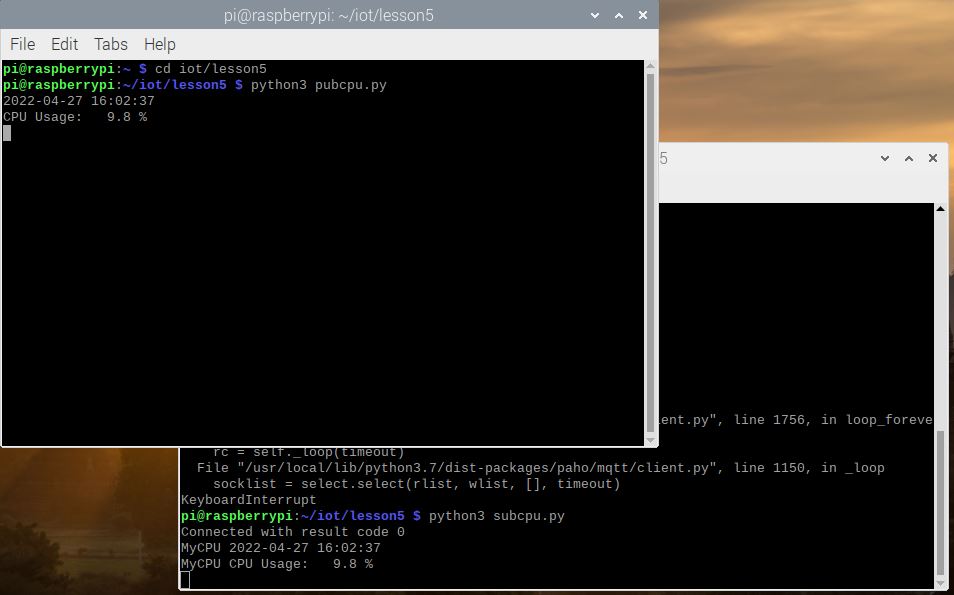 pi@raspberrypi: ~/iot/lesson5
File Edit Tabs Help
pi@raspberrypi:~ $ cd iot/lesson5
pi@raspberrypi:~/iot/lesson5 $ python3 pubcpu.py
2022-04-27 16:02:37
CPU Usage:   9.8 %
5
ent.py", line 1756, in loop_foreve
rc = self._loop(timeout)
File "/usr/local/lib/python3.7/dist-packages/paho/mqtt/client.py", line 1150, in _loop
socklist = select.select(rlist, wlist, [], timeout)
KeyboardInterrupt
pi@raspberrypi:~/iot/lesson5 $ python3 subcpu.py
Connected with result code 0
MyCPU 2022-04-27 16:02:37
MyCPU CPU Usage:   9.8 %